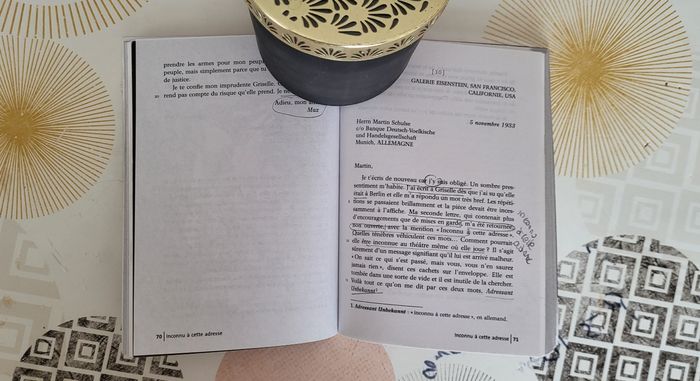 prendre les armes pour mon peup
peuple, mais simplement parce que tu
de justice.
Je te confie mon imprudente Griselle.
rend pas compte du risque qu'elle prend. Je ne
Adieu, mon
Max
70 Inconnu à cette adresse
[10]
GALERIE EISENSTEIN, SAN FRANCISCO,
CALIFORNIE, USA
Herrn Martin Schulse
c/o Banque Deutsch-Voelkische
und Handelsgesellschaft
Munich, ALLEMAGNE
5 novembre 1933
Martin,
Je t'écris de nouveau car j'y suis obligé. Un sombre pres-
sentiment m'habite. J'ai écrit à Griselle dès que j'ai su qu'elle
était à Berlin et elle m'a répondu un mot très bref. Les répéti-
tions se passaient brillamment et la pièce devait être inces-
samment à l'affiche. Ma seconde lettre, qui contenait plus
d'encouragements que de mises en garde, m'a été retournée,
non ouverte, avec la mention « Inconnu à cette adresse ».
Quelles ténèbres véhiculent ces mots... Comment pourrait-
elle être inconnue au théâtre même où elle joue ? Il s'agit
sûrement d'un message signifiant qu'il lui est arrivé malheur.
« On sait ce qui s'est passé, mais vous, vous n'en saurez
jamais rien », disent ces cachets sur l'enveloppe. Elle est
tombée dans une sorte de vide et il est inutile de la chercher.
Voilà tout ce qu'on me dit par ces deux mots, Adressant
Unbekannt¹...
1. Adressant Unbekannt : « inconnu à cette adresse », en allemand.
Inconnu à cette adresse 71